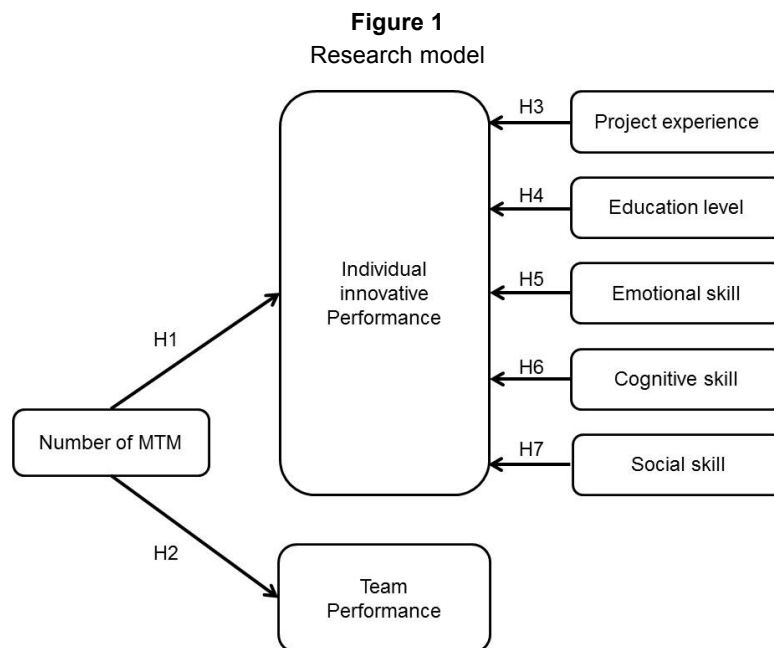 Figure 1
Research model
H3
Project experience
H4
Education level
Individual
innovative
Performance
H5
Emotional skill
H1
H6
Cognitive skill
Number of MTM
H7
Social skill
H2
Team
Performance